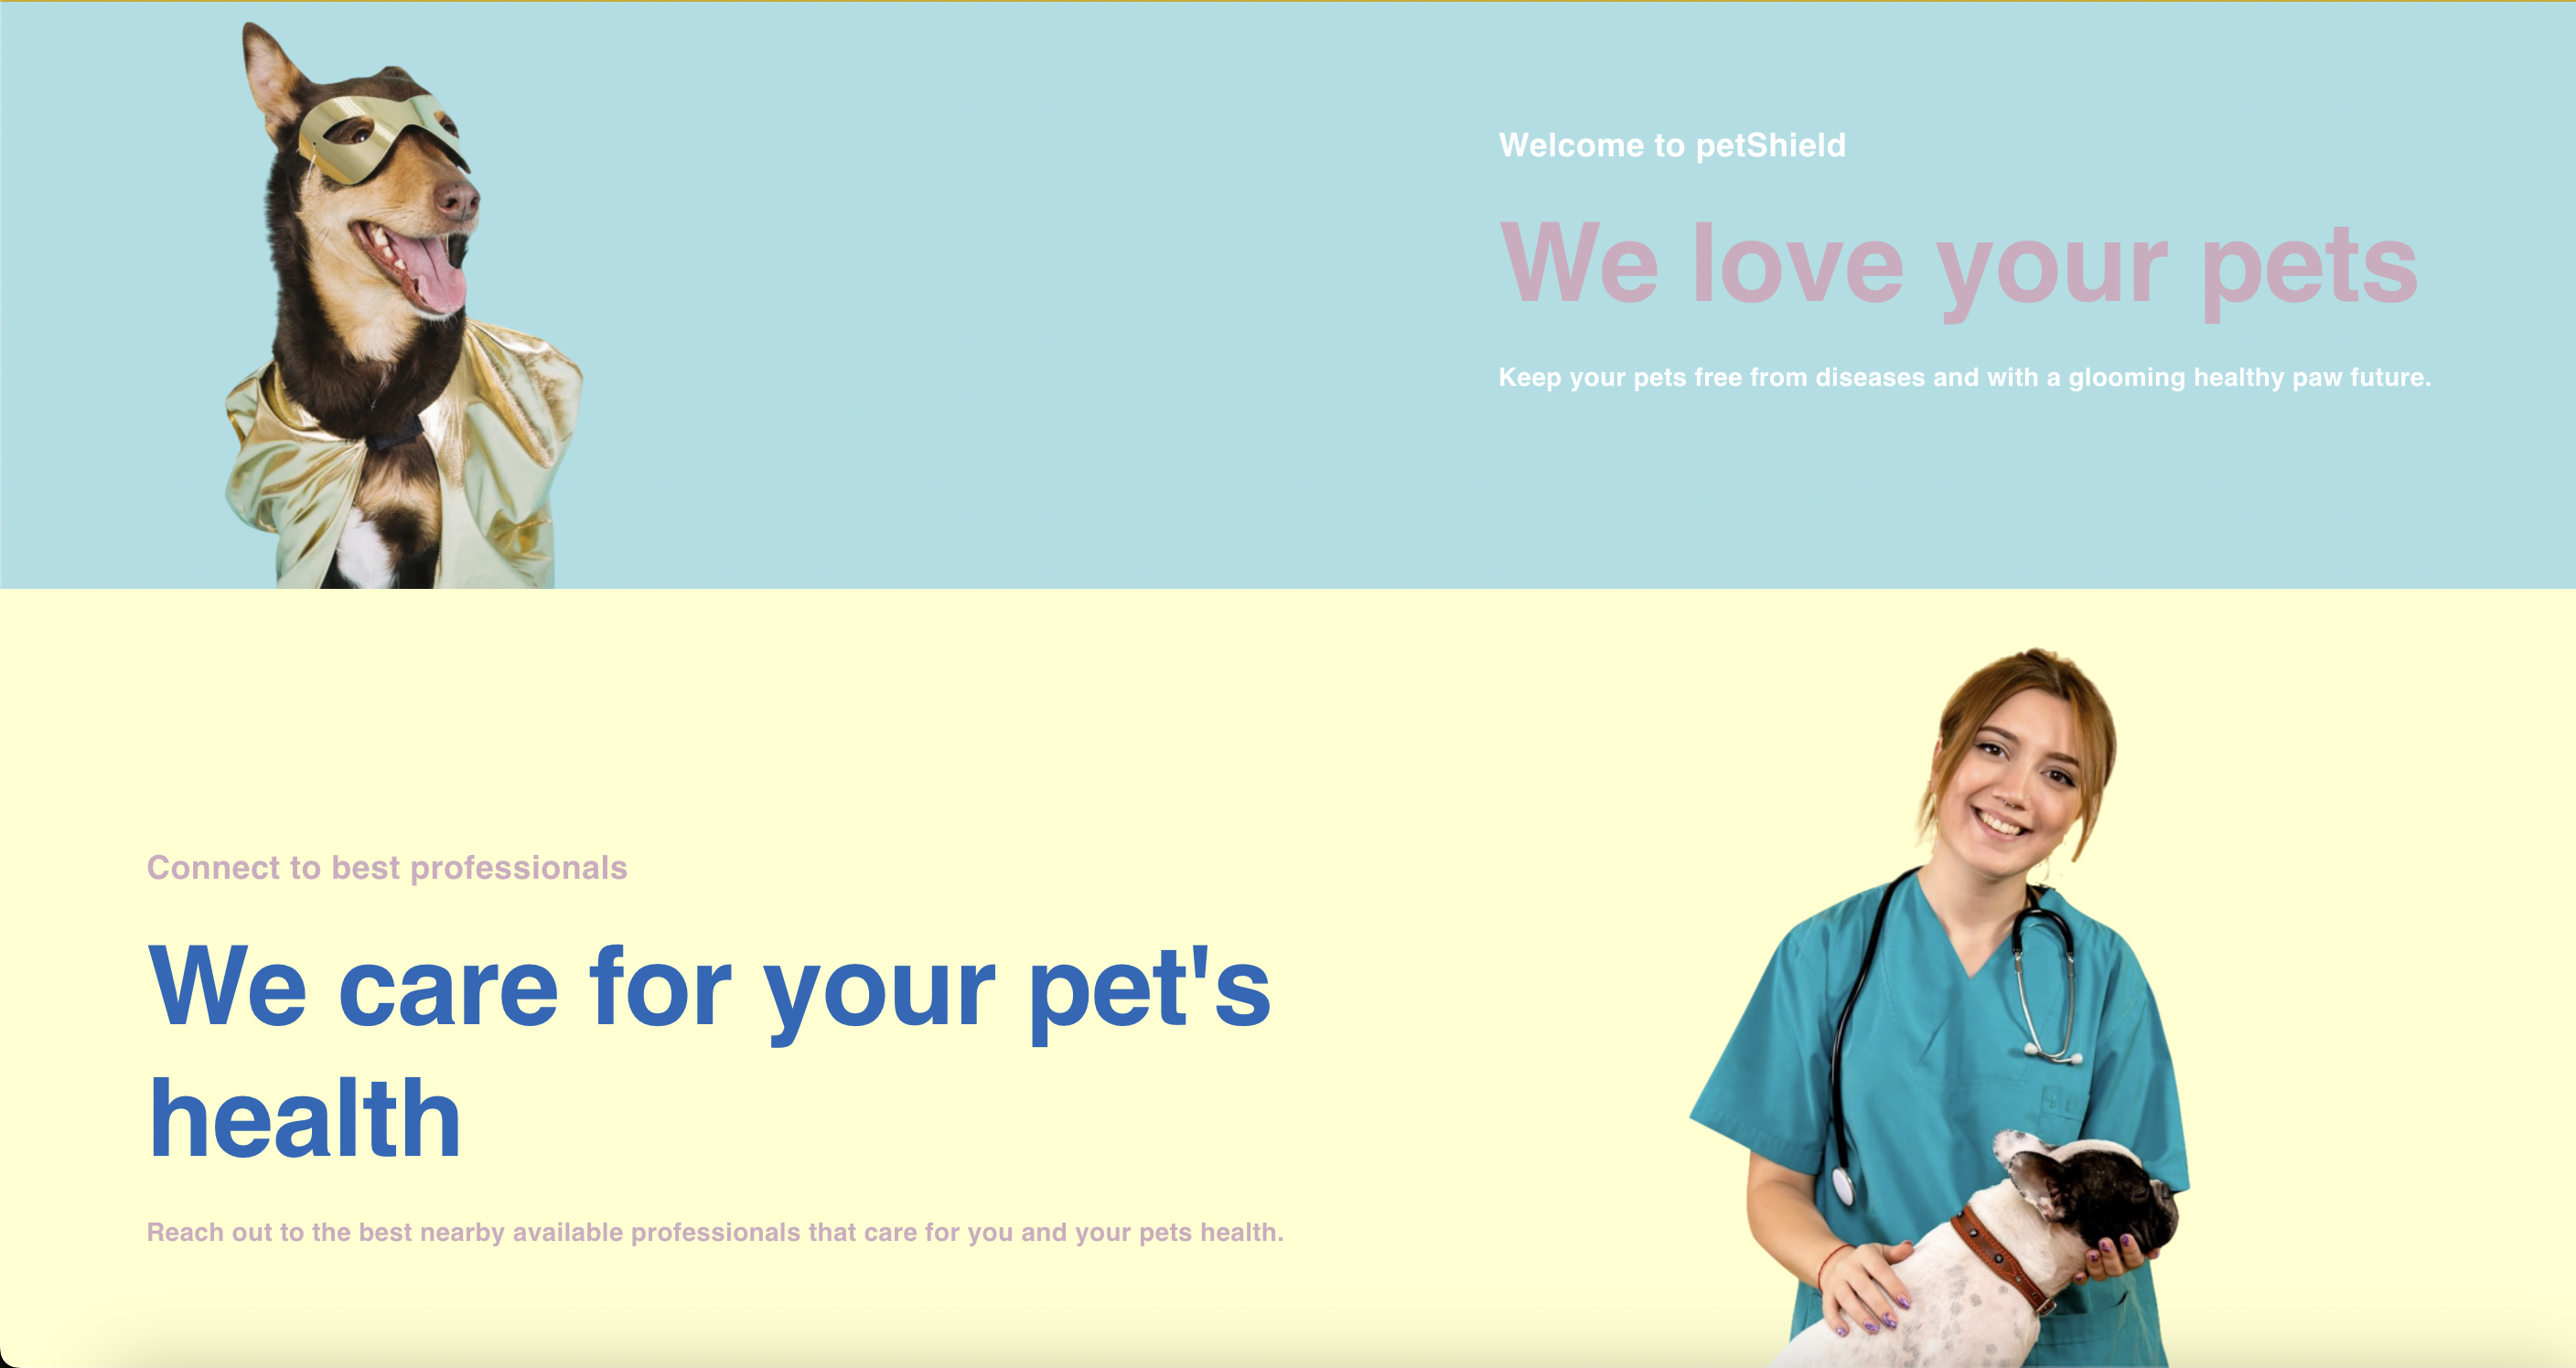 Welcome to petShield
We love your pets
Keep your pets free from diseases and with a glooming healthy paw future.
Connect to best professionals
We care for your pet's
health
Reach out to the best nearby available professionals that care for you and your pets health.